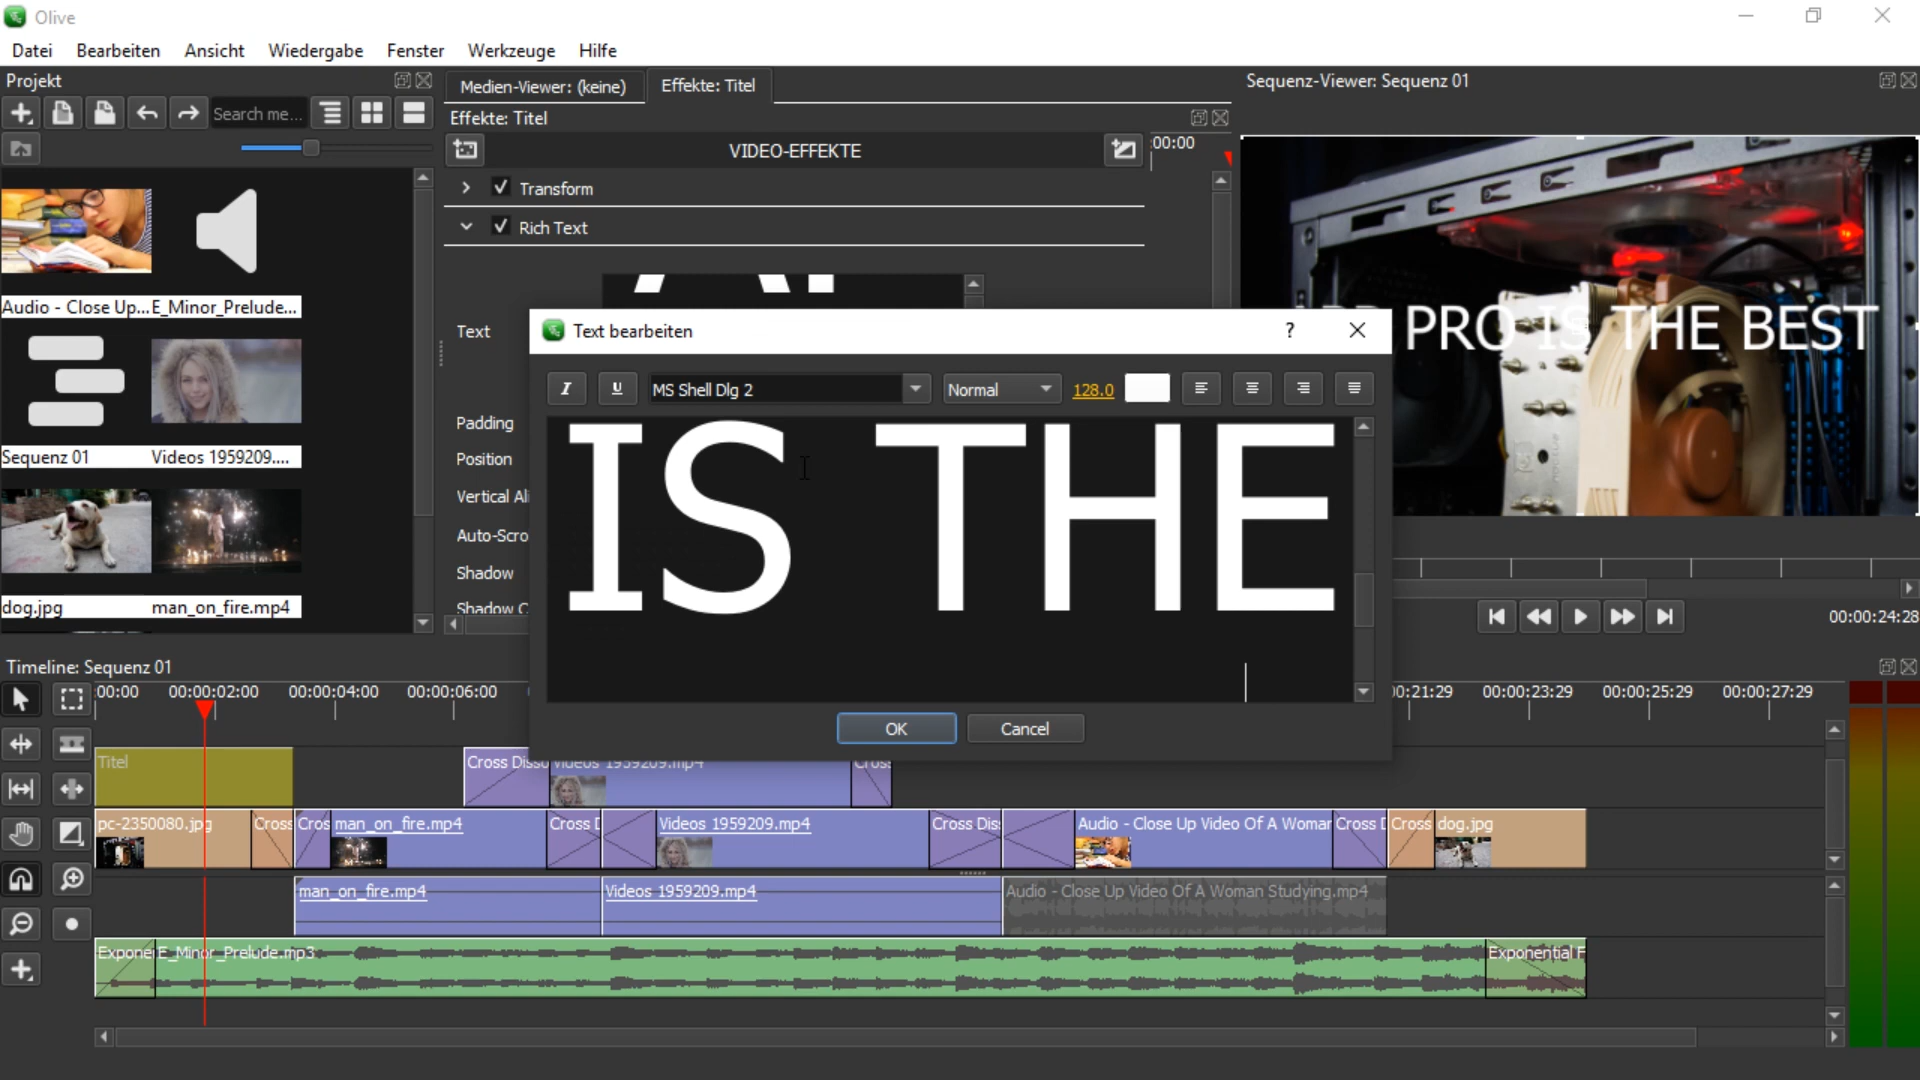 Olive
Datei Bearbeiten Ansicht Wiedergabe Fenster Werkzeuge Hilfe
Projekt
Search me...
Audio - Close Up... E_Minor_Prelude...
Sequenz 01 Videos 1959209....
dog.jpg man_on_fire.mp4
Medien-Viewer: (keine) Effekte: Titel
Effekte: Titel
VIDEO-EFFEKTE
:00:00
Transform
Rich Text
Text
Padding
Position
Vertical Ali
Auto-Scro
Shadow
Shadow C
Sequenz-Viewer: Sequenz 01
PRO IS THE BEST
00:00:24:28
Text bearbeiten
?
I U MS Shell Dlg 2 Normal 128.0
IS THE
OK Cancel
Timeline: Sequenz 01
:00:00 00:00:02:00 00:00:04:00 00:00:06:00 00:21:29 00:00:23:29 00:00:25:29 00:00:27:29
Titel Cross Disso Videos 1959209.mp4 Cross
pc-2350080.jpg Cross Cros man_on_fire.mp4 Cross D Videos 1959209.mp4 Cross Dis Audio - Close Up Video Of A Woman Cross D Cross dog.jpg
man_on_fire.mp4 Videos 1959209.mp4 Audio - Close Up Video Of A Woman Studying.mp4
Expone E_Minor_Prelude.mp3 Exponential F